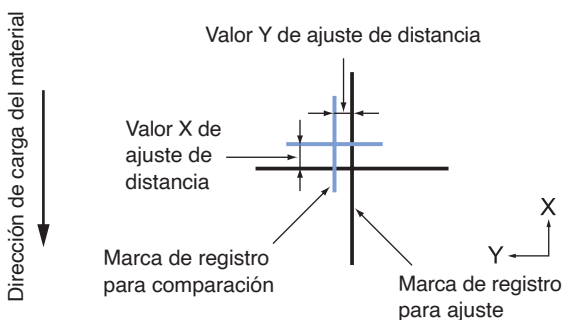 Dirección de carga del material
Valor Y de ajuste de distancia
Valor X de
ajuste de
distancia
Marca de registro
para comparación
Marca de registro
para ajuste
X
Y